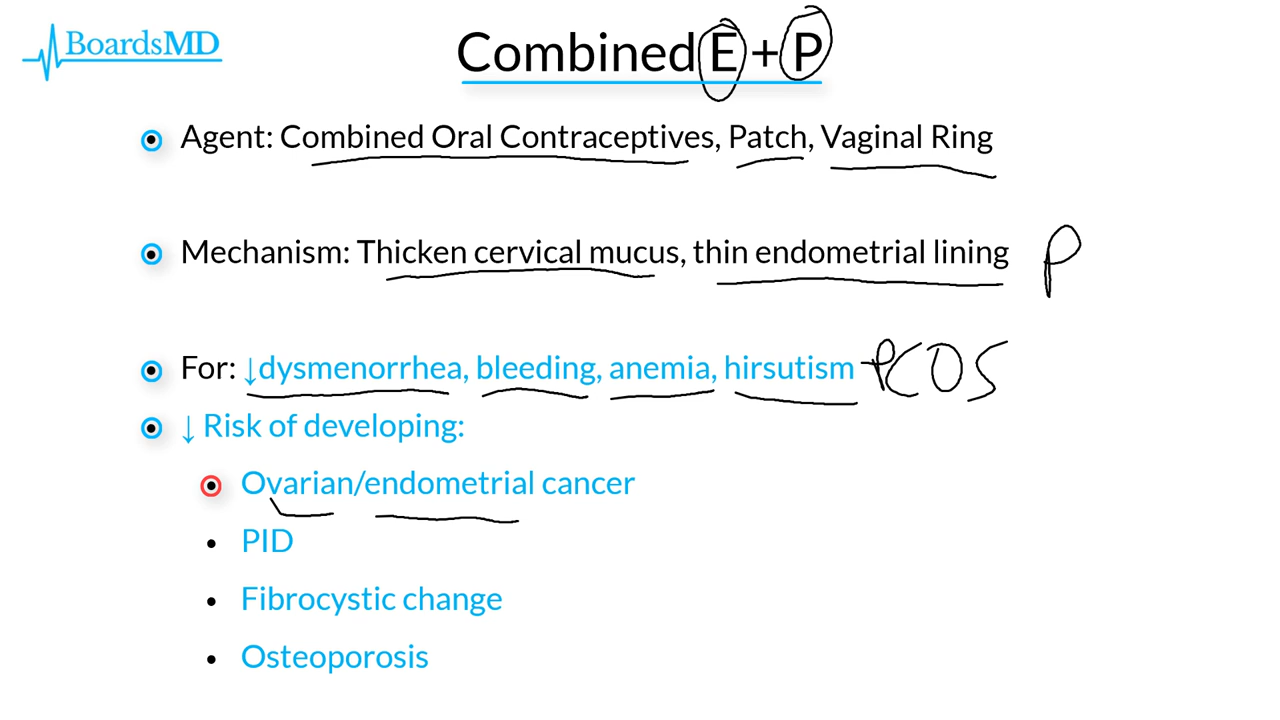 BoardsMD
Combined E + P
Agent: Combined Oral Contraceptives, Patch, Vaginal Ring
Mechanism: Thicken cervical mucus, thin endometrial lining P
For: ↓dysmenorrhea, bleeding, anemia, hirsutism PCOS
↓ Risk of developing:
Ovarian/endometrial cancer
PID
Fibrocystic change
Osteoporosis